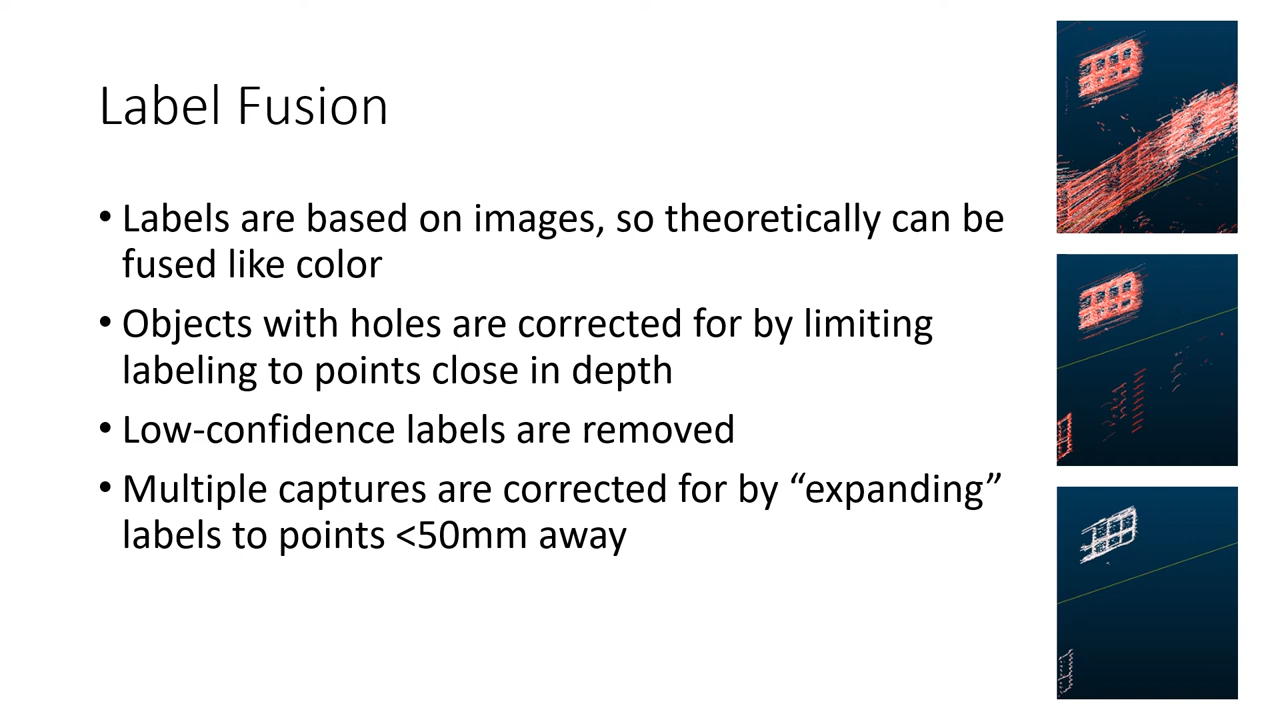 Label Fusion
• Labels are based on images, so theoretically can be
fused like color
• Objects with holes are corrected for by limiting
labeling to points close in depth
• Low-confidence labels are removed
• Multiple captures are corrected for by “expanding”
labels to points <50mm away